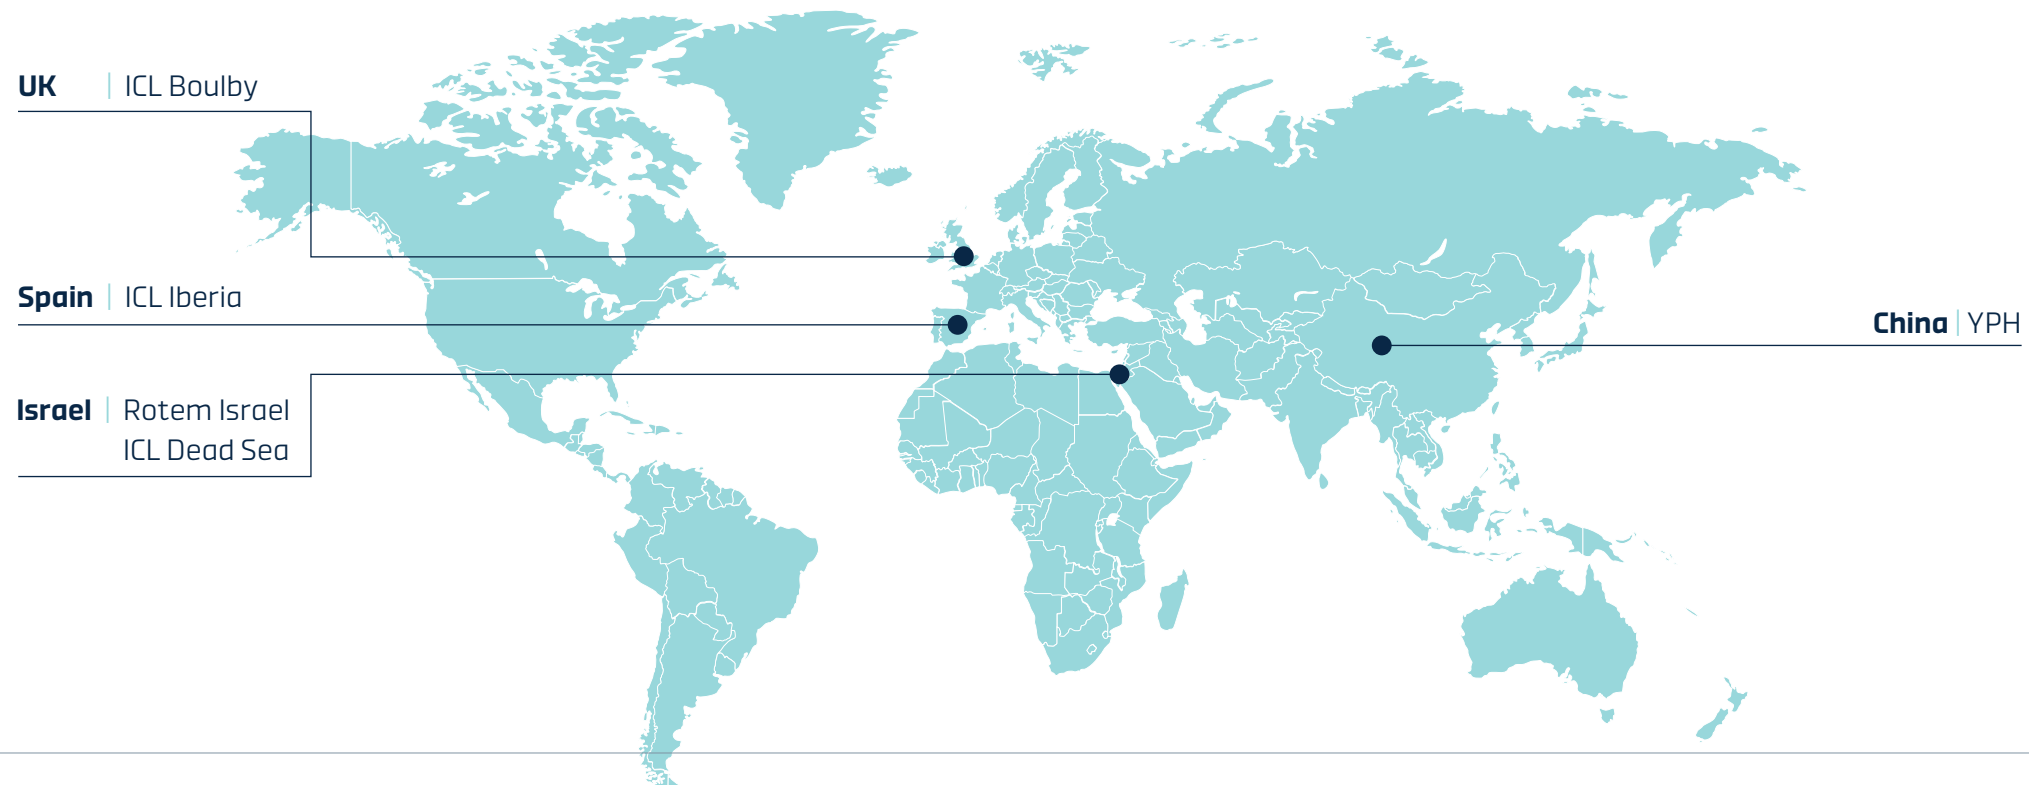 UK | ICL Boulby
Spain | ICL Iberia
China | YPH
Israel | Rotem Israel
ICL Dead Sea